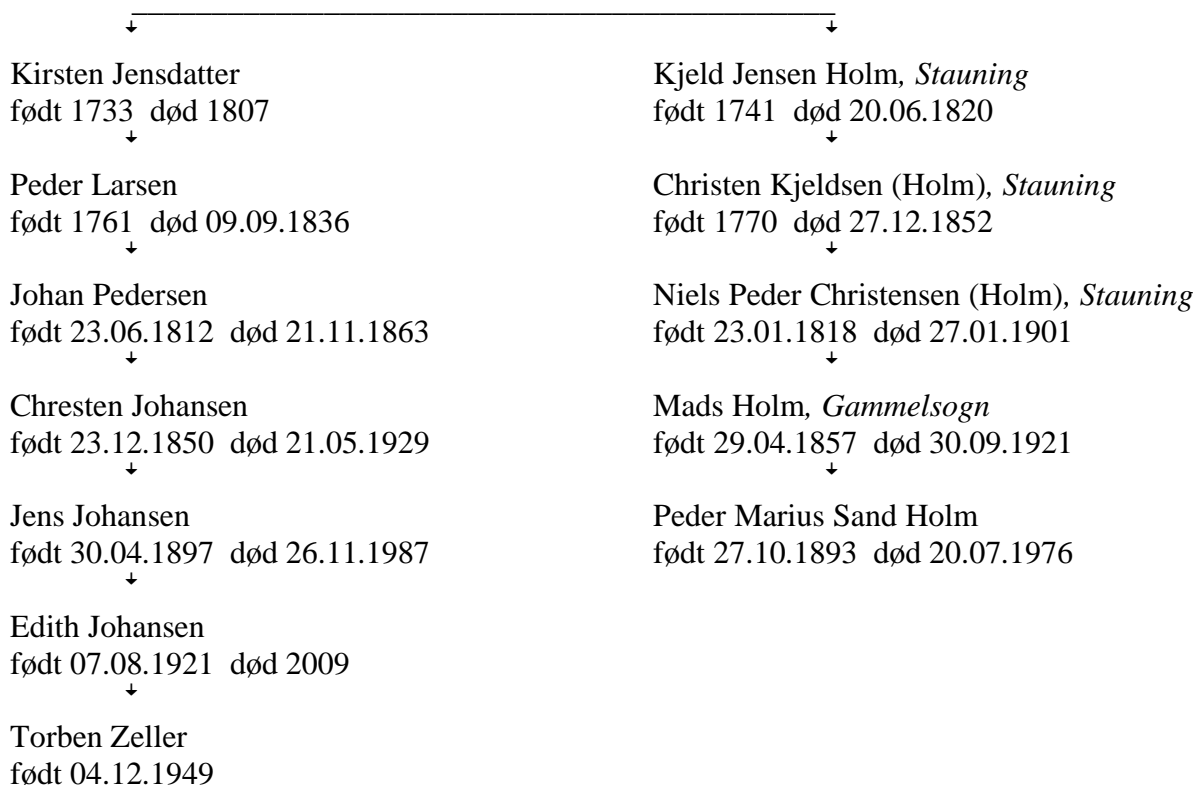 Kirsten Jensdatter
født 1733  død 1807
Peder Larsen
født 1761  død 09.09.1836
Johan Pedersen
født 23.06.1812  død 21.11.1863
Chresten Johansen
født 23.12.1850  død 21.05.1929
Jens Johansen
født 30.04.1897  død 26.11.1987
Edith Johansen
født 07.08.1921  død 2009
Torben Zeller
født 04.12.1949
Kjeld Jensen Holm, Stauning
født 1741  død 20.06.1820
Christen Kjeldsen (Holm), Stauning
født 1770  død 27.12.1852
Niels Peder Christensen (Holm), Stauning
født 23.01.1818  død 27.01.1901
Mads Holm, Gammelsogn
født 29.04.1857  død 30.09.1921
Peder Marius Sand Holm
født 27.10.1893  død 20.07.1976